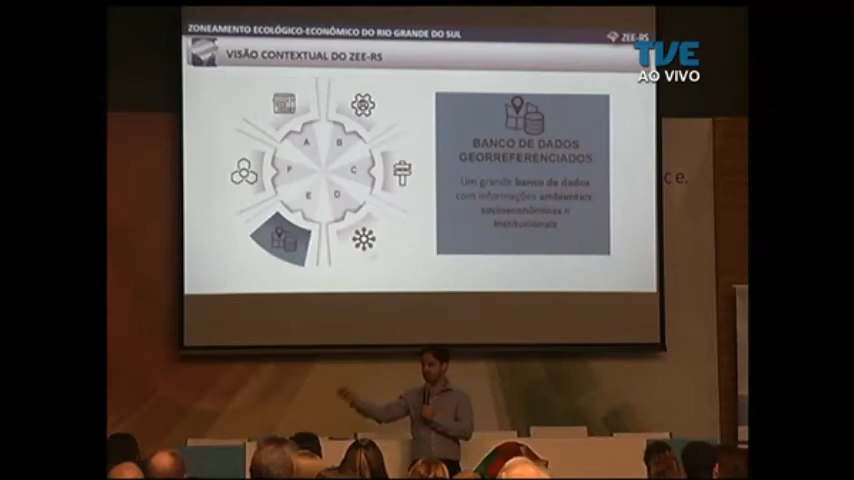 ZONEAMENTO ECOLÓGICO-ECONÔMICO DO RIO GRANDE DO SUL
ZEE-RS
VISÃO CONTEXTUAL DO ZEE-RS
TVE
AO VIVO
A
B
F
C
E
D
BANCO DE DADOS
GEORREFERENCIADOS
Um grande banco de dados
com informações ambientais,
socioeconômicas e
institucionais